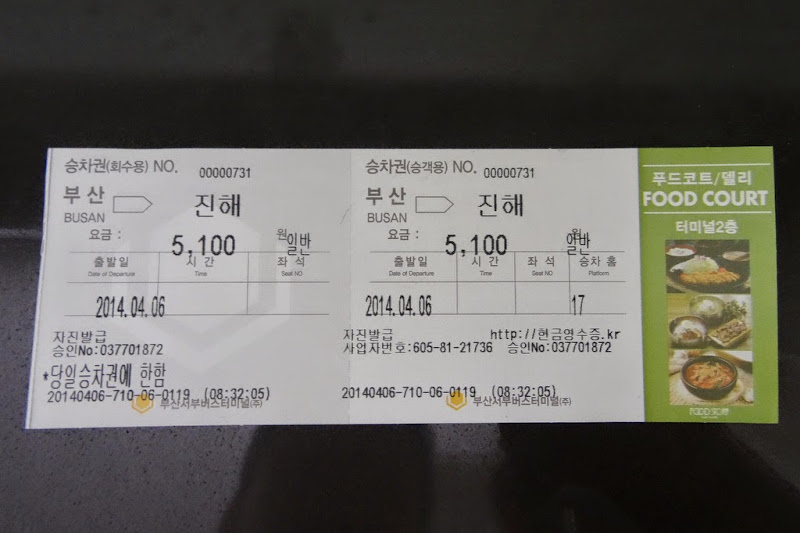 승차권(회수용) NO. 00000731
부산 진해
BUSAN
요금 : 5,100 원 일반
출발일 시간 좌석
Date of Departure Time Seat NO
2014.04.06
자진발급
승인No:037701872
*당일승차권에 한함
20140406-710-06-0119 (08:32:05)
부산서부버스터미널(주)
승차권(승객용) NO. 00000731
부산 진해
BUSAN
요금 : 5,100 원 일반
출발일 시간 좌석 승차홈
Date of Departure Time Seat NO Platform
2014.04.06 17
자진발급 http://현금영수증.kr
사업자번호:605-81-21736 승인No:037701872
20140406-710-06-0119 (08:32:05)
부산서부버스터미널(주)
푸드코트/델리
FOOD COURT
터미널2층